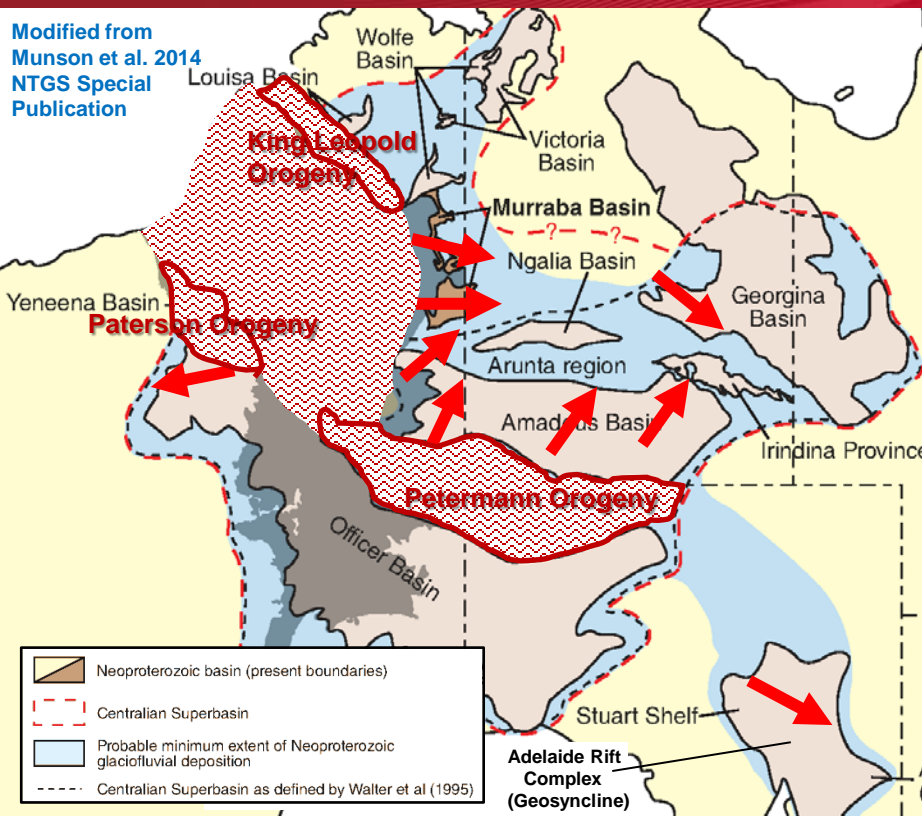 Modified from
Munson et al. 2014
NTGS Special
Publication
Wolfe
Basin
Louisa Basin
King Leopold
Orogeny
Victoria
Basin
Murraba Basin
? ?
Ngalia Basin
Georgina
Basin
Yeneena Basin
Paterson Orogeny
Arunta region
Amadeus Basin
Irindina Province
Petermann Orogeny
Officer Basin
Neoproterozoic basin (present boundaries)
Centralian Superbasin
Probable minimum extent of Neoproterozoic
glaciofluvial deposition
Centralian Superbasin as defined by Walter et al (1995)
Stuart Shelf
Adelaide Rift
Complex
(Geosyncline)